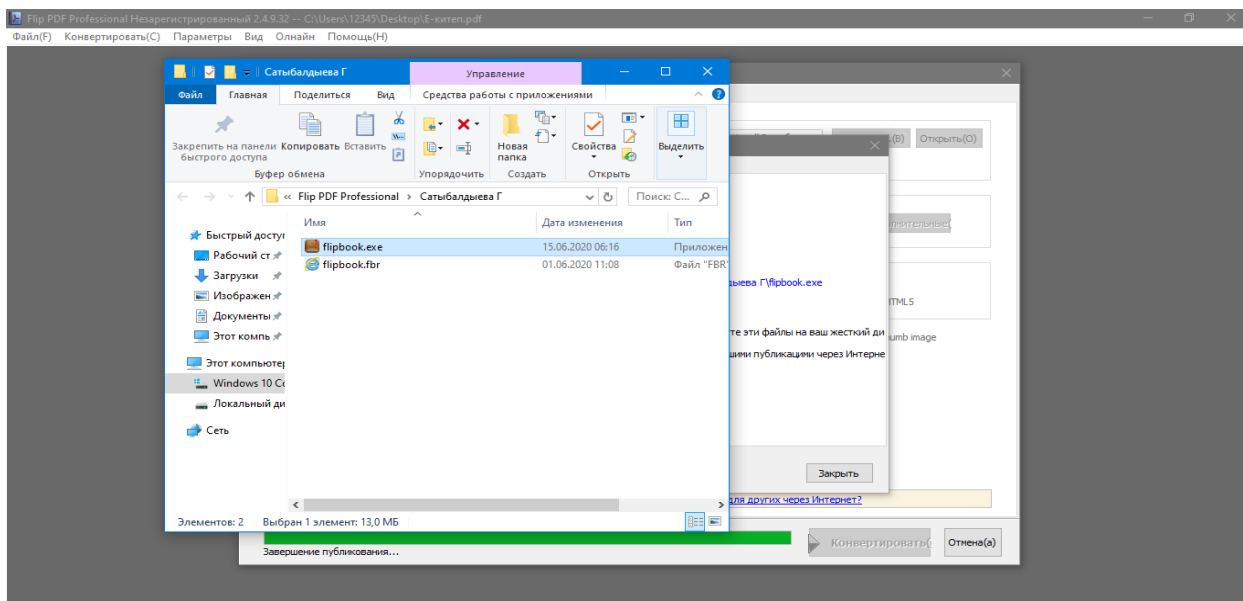 Flip PDF Professional Незарегистрированный 2.4.9.32 -- C:\Users\12345\Desktop\Е-китеп.pdf
Файл(F) Конвертировать(C) Параметры Вид Олнайн Помощь(H)
Сатыбалдыева Г
Управление
Файл Главная Поделиться Вид Средства работы с приложениями
Закрепить на панели быстрого доступа
Копировать Вставить
Новая папка
Свойства
Выделить
Буфер обмена Упорядочить Создать Открыть
« Flip PDF Professional › Сатыбалдыева Г
Поиск: С...
Имя Дата изменения Тип
flipbook.exe 15.06.2020 06:16 Приложен
flipbook.fbr 01.06.2020 11:08 Файл "FBR"
Быстрый доступ
Рабочий ст
Загрузки
Изображен
Документы
Этот компь
Этот компьютер
Windows 10 Co
Локальный ди
Сеть
Элементов: 2 Выбран 1 элемент: 13,0 МБ
(В) Открыть(О)
дыева Г\flipbook.exe
HTML5
те эти файлы на ваш жесткий ди
umb image
шими публикациями через Интерне
Закрыть
для других через Интернет?
Конвертировать(
Отмена(а)
Завершение публикования...